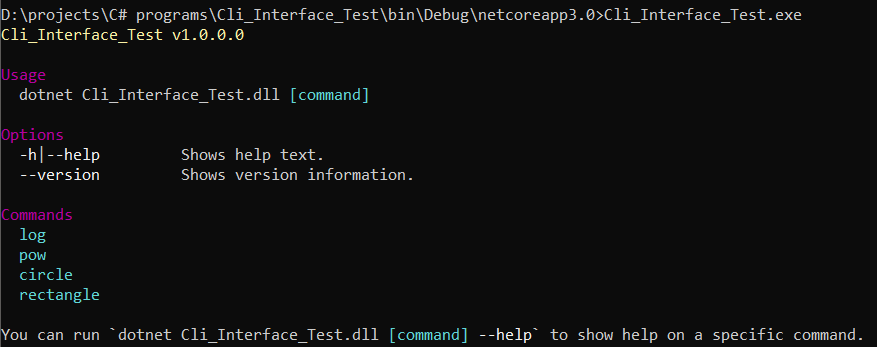 D:\projects\C# programs\Cli_Interface_Test\bin\Debug\netcoreapp3.0>Cli_Interface_Test.exe
Cli_Interface_Test v1.0.0.0
Usage
dotnet Cli_Interface_Test.dll [command]
Options
-h|--help Shows help text.
--version Shows version information.
Commands
log
pow
circle
rectangle
You can run `dotnet Cli_Interface_Test.dll [command] --help` to show help on a specific command.